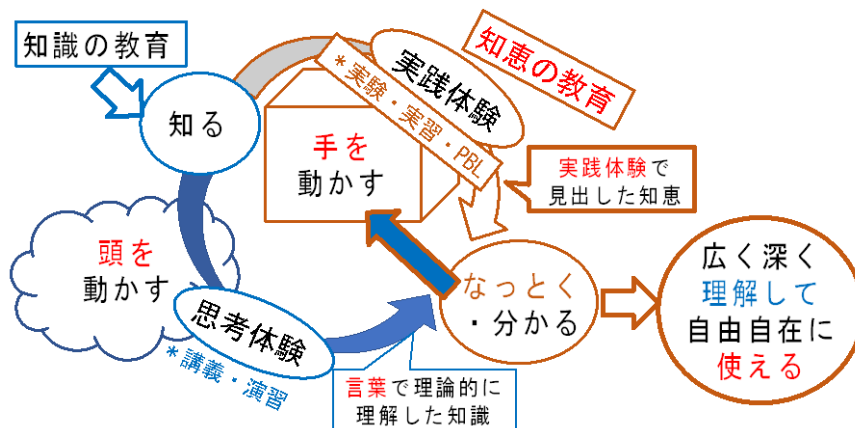 知識の教育
知る
実践体験
*実験・実習・PBL
知恵の教育
手を
動かす
実践体験で
見出した知恵
頭を
動かす
思考体験
*講義・演習
言葉で理論的に
理解した知識
なっとく
・分かる
広く深く
理解して
自由自在に
使える